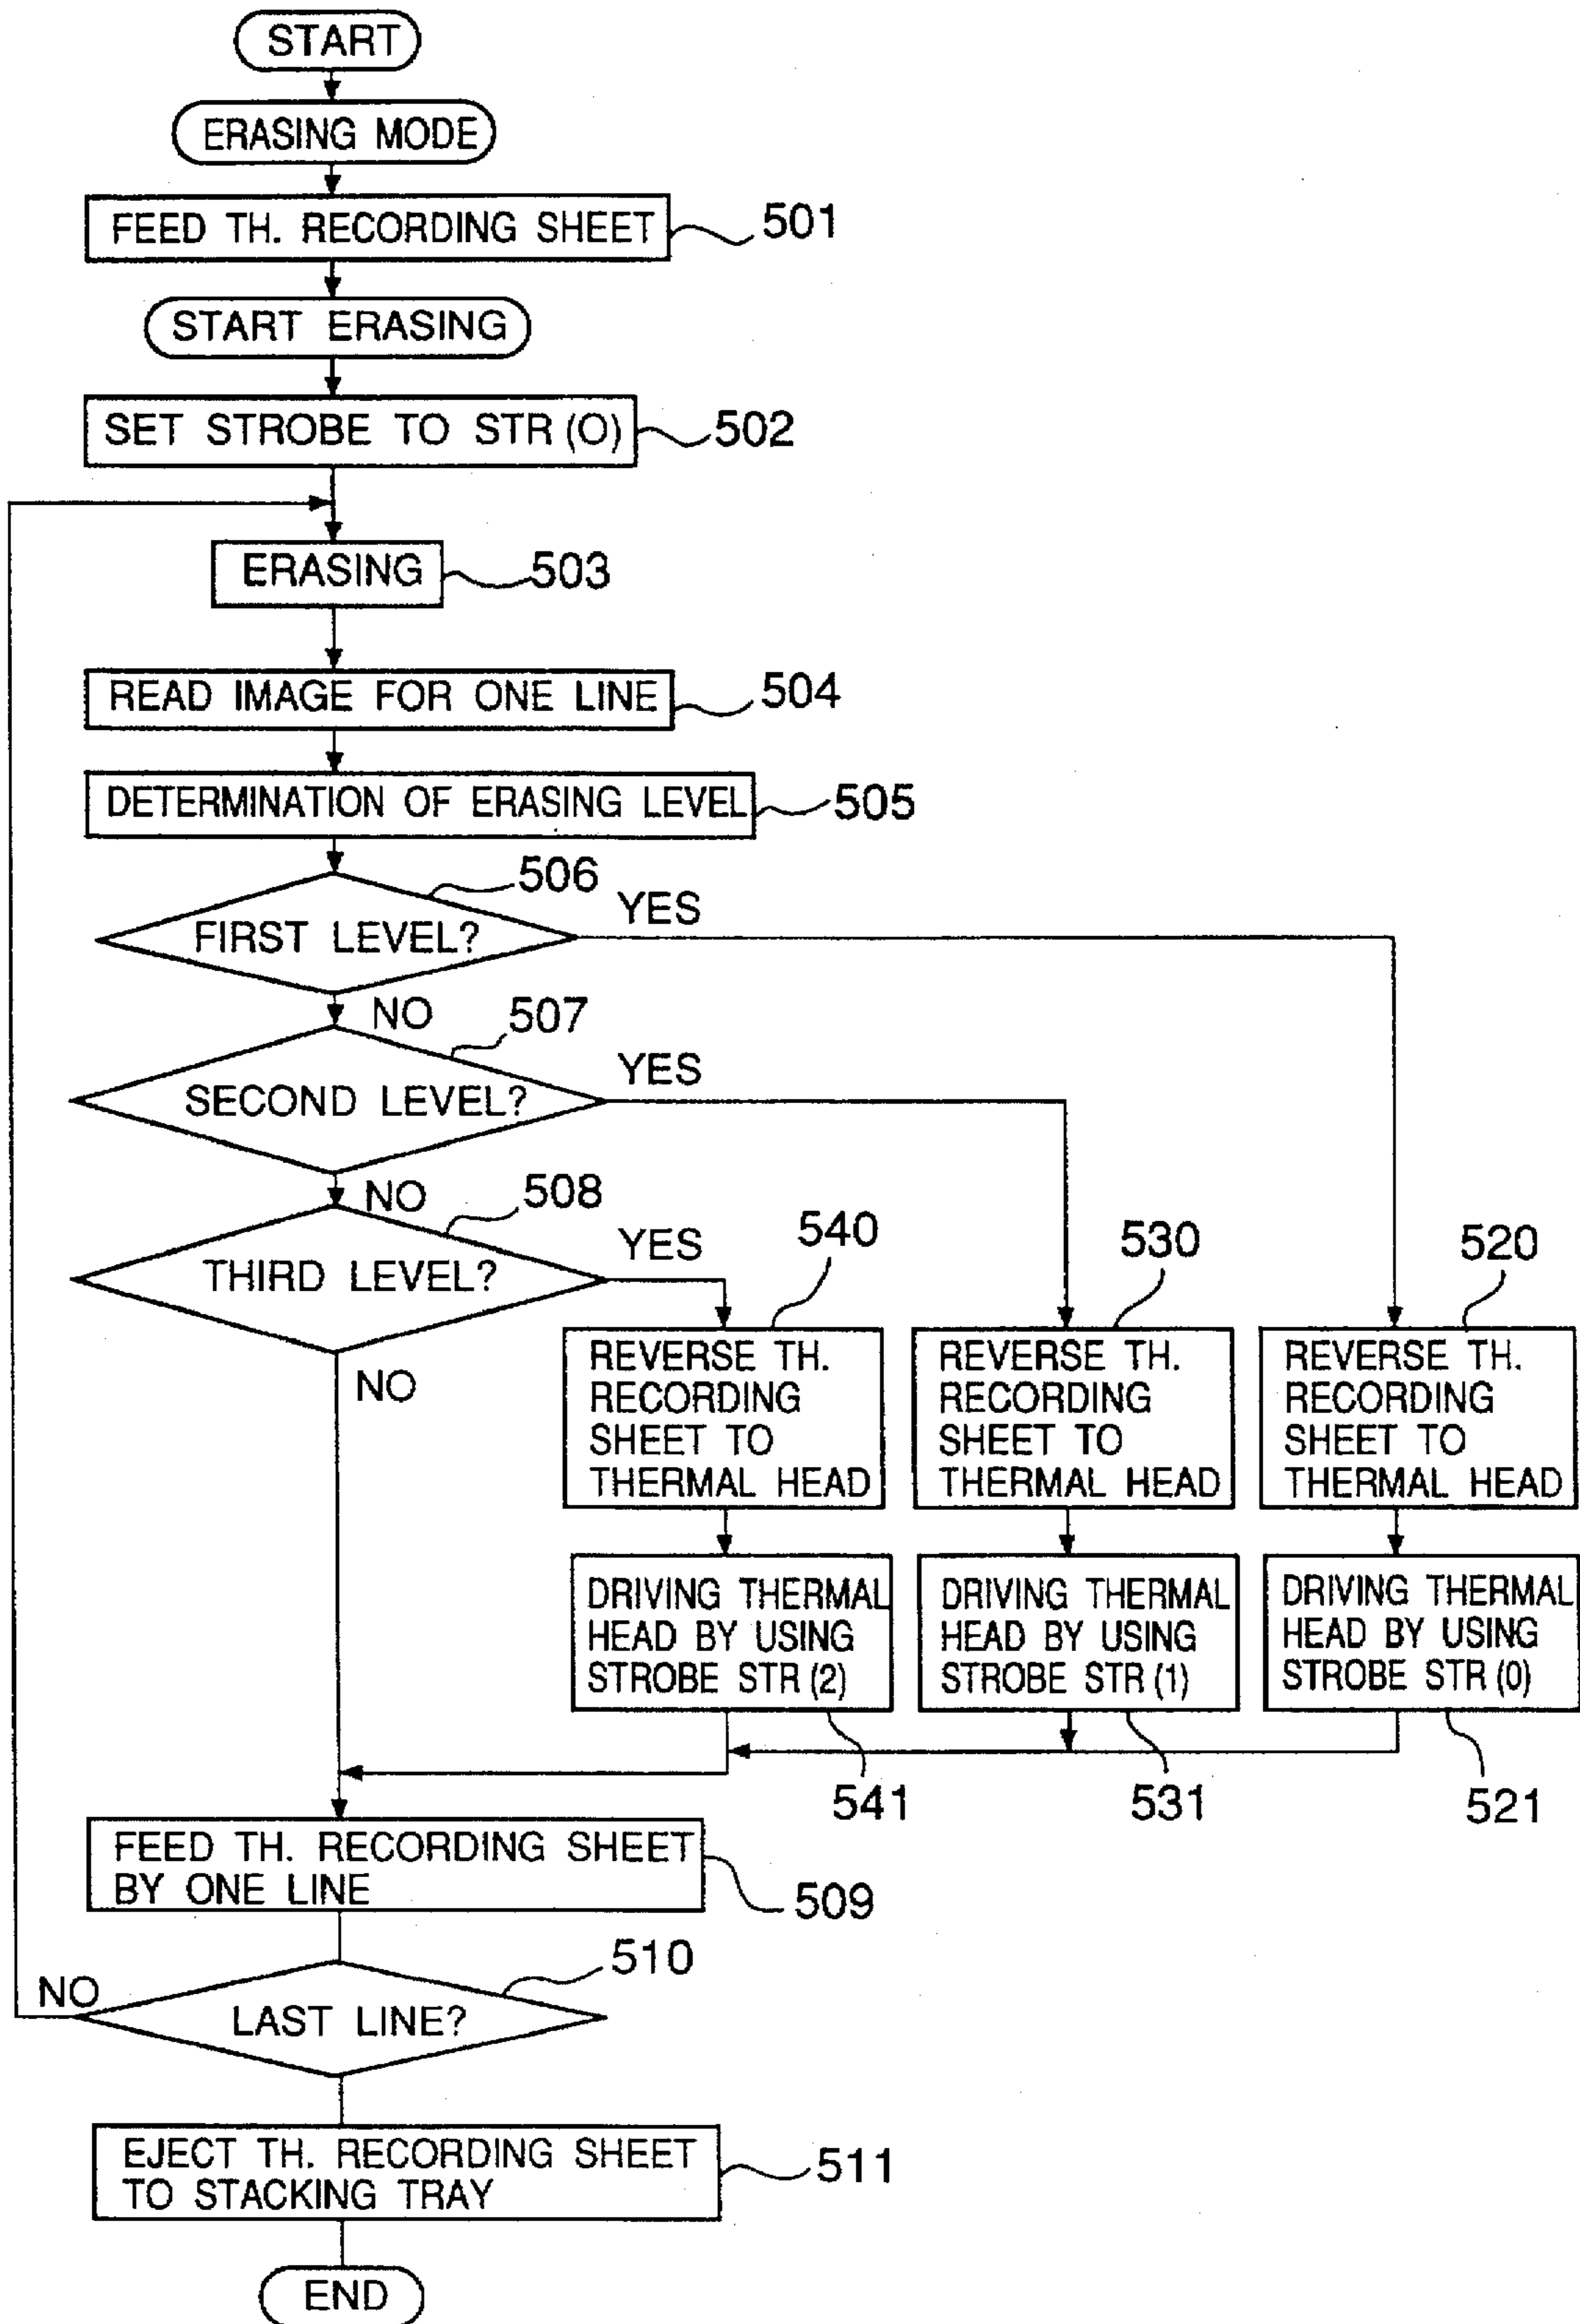 START
ERASING MODE
FEED TH. RECORDING SHEET
501
START ERASING
SET STROBE TO STR (O)
502
ERASING
503
READ IMAGE FOR ONE LINE
504
DETERMINATION OF ERASING LEVEL
505
506
FIRST LEVEL?
YES
NO
507
SECOND LEVEL?
YES
NO
508
THIRD LEVEL?
YES
NO
540
REVERSE TH.
RECORDING
SHEET TO
THERMAL HEAD
530
REVERSE TH.
RECORDING
SHEET TO
THERMAL HEAD
520
REVERSE TH.
RECORDING
SHEET TO
THERMAL HEAD
DRIVING THERMAL
HEAD BY USING
STROBE STR (2)
541
DRIVING THERMAL
HEAD BY USING
STROBE STR (1)
531
DRIVING THERMAL
HEAD BY USING
STROBE STR (0)
521
FEED TH. RECORDING SHEET
BY ONE LINE
509
510
NO
LAST LINE?
EJECT TH. RECORDING SHEET
TO STACKING TRAY
511
END